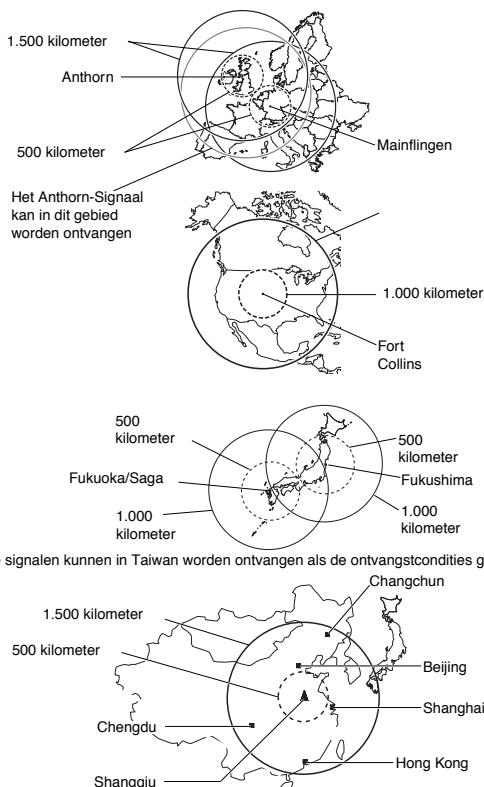 1.500 kilometer
Anthorn
500 kilometer
Mainflingen
Het Anthorn-Signaal
kan in dit gebied
worden ontvangen
1.000 kilometer
Fort
Collins
500
kilometer
500
kilometer
Fukuoka/Saga
Fukushima
1.000
kilometer
1.000
kilometer
signalen kunnen in Taiwan worden ontvangen als de ontvangstcondities g
Changchun
1.500 kilometer
500 kilometer
Beijing
Shanghai
Chengdu
Hong Kong
Shangqiu